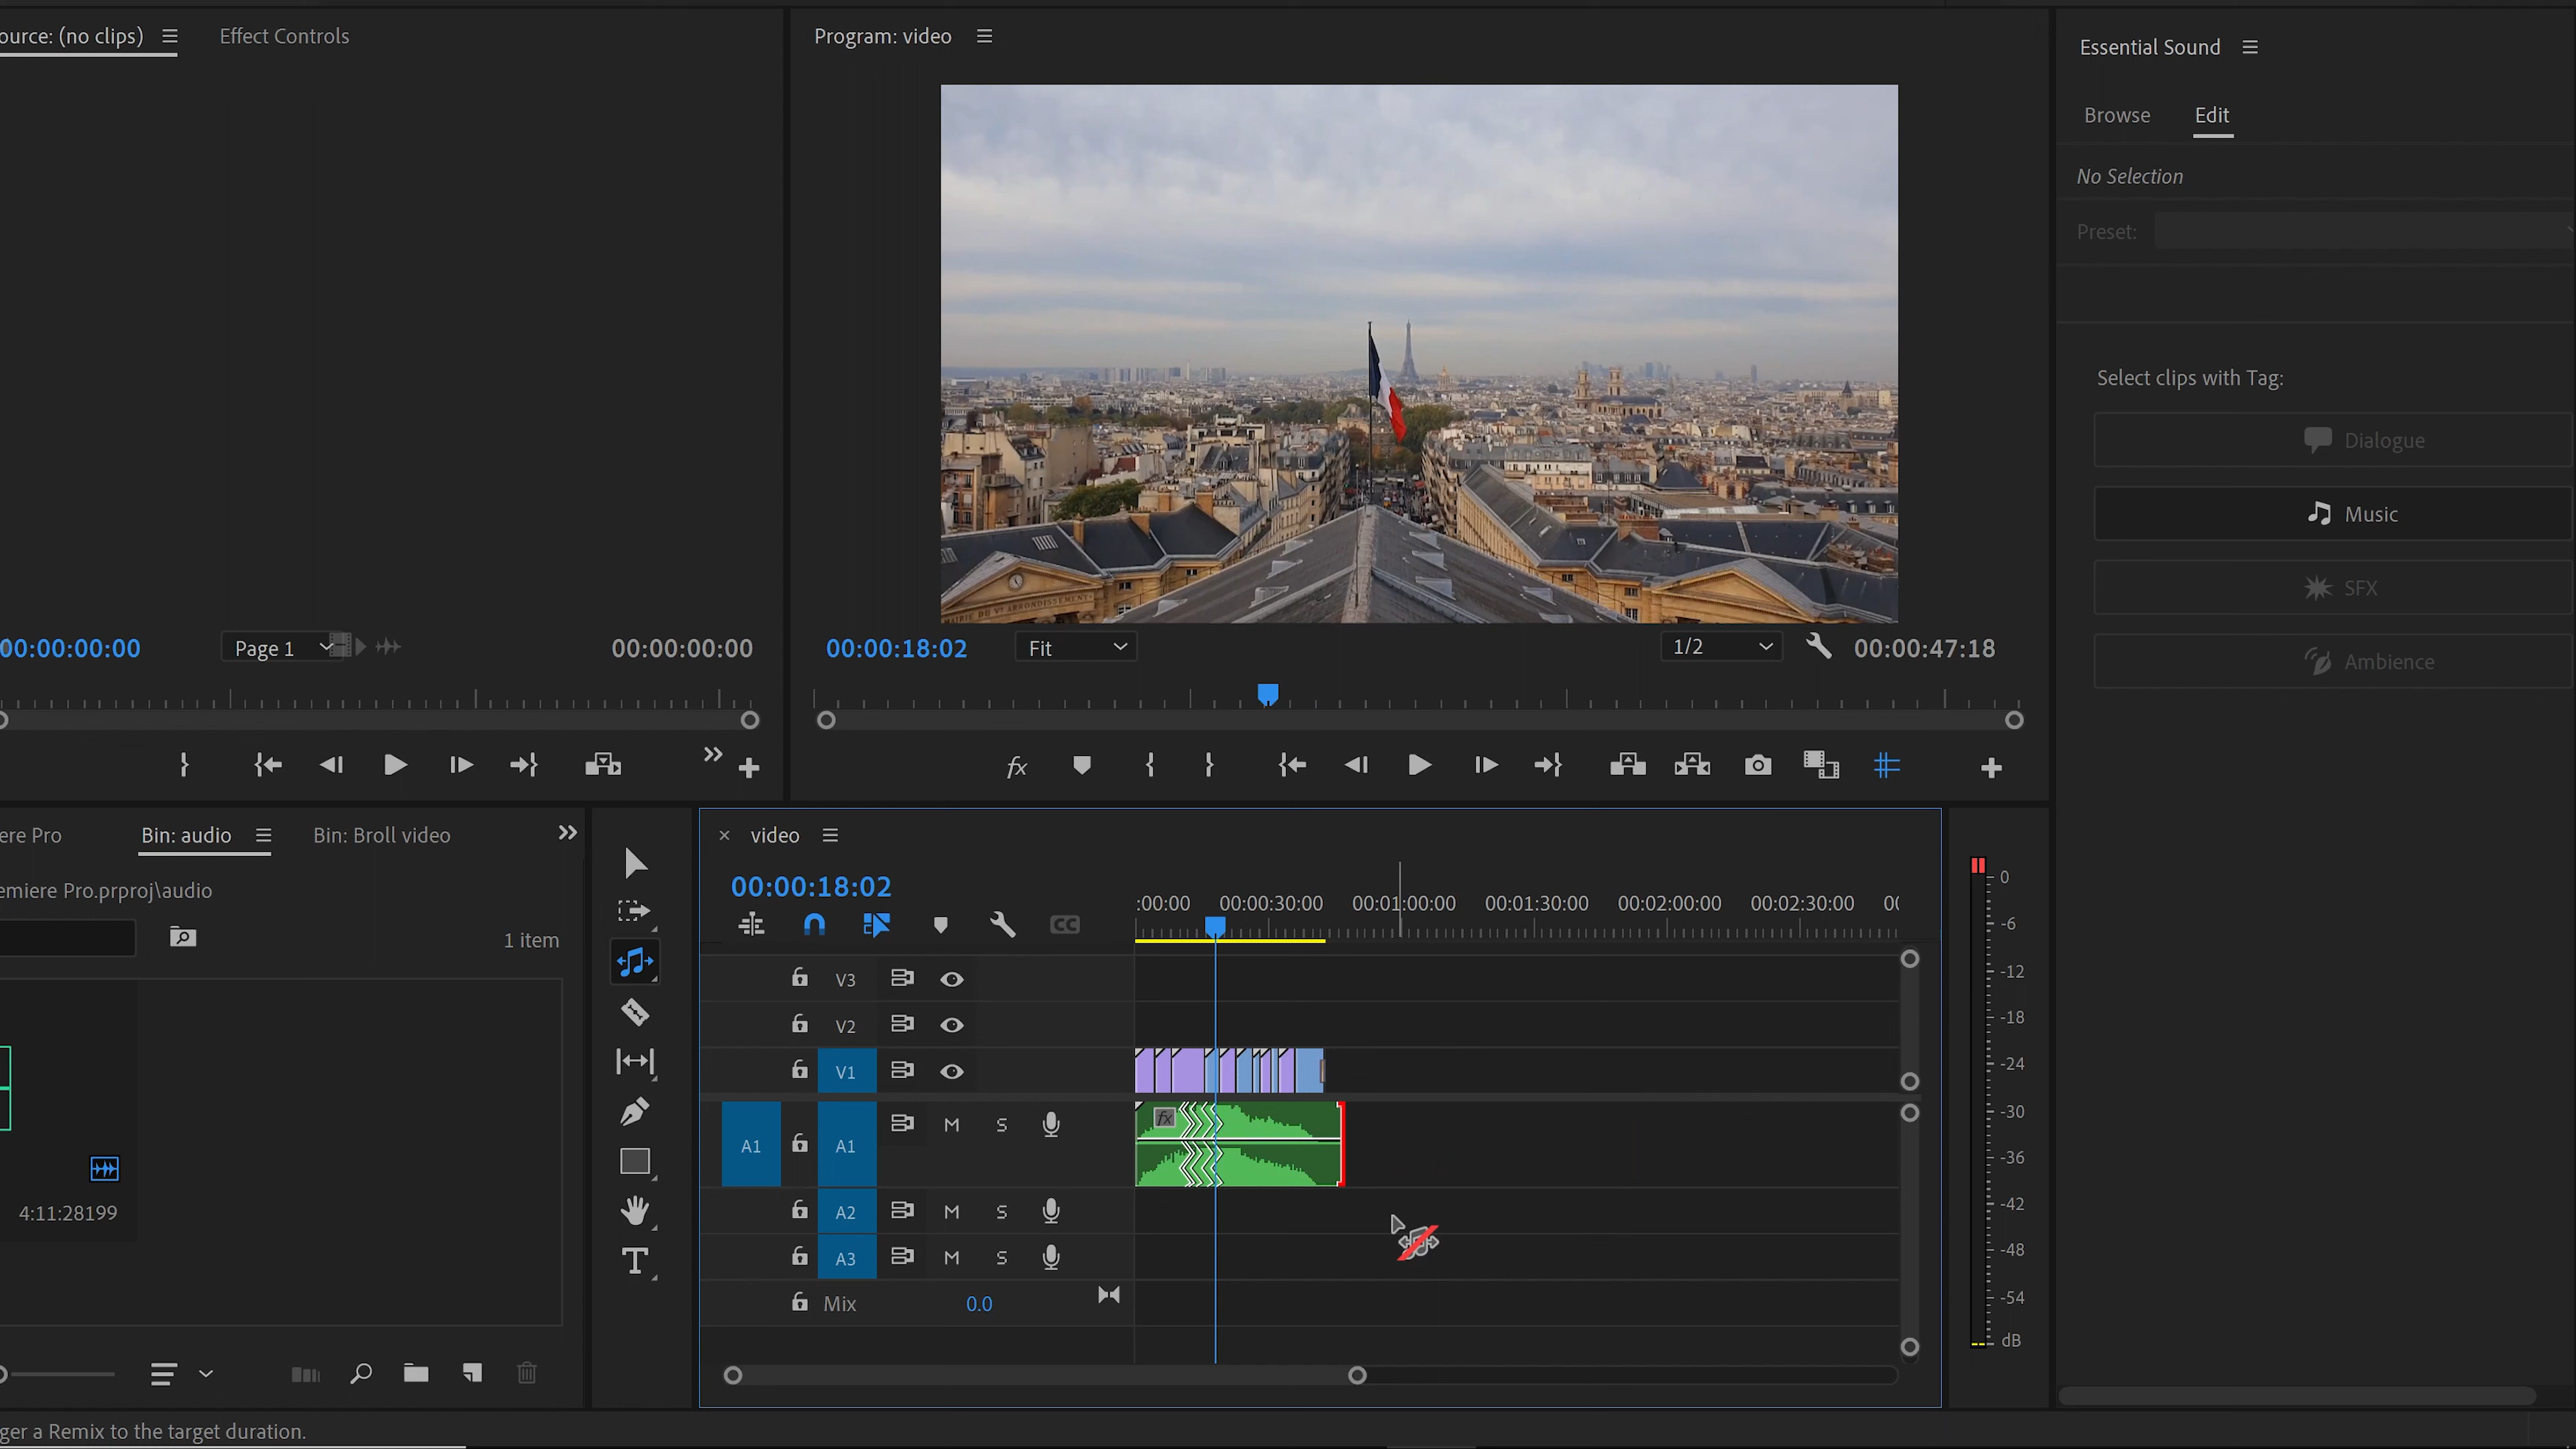 ource: (no clips)
Effect Controls
Program: video
Essential Sound
Browse
Edit
No Selection
Preset:
Select clips with Tag:
Dialogue
Music
SFX
Ambience
00:00:00:00
Page 1
00:00:00:00
00:00:18:02
Fit
1/2
00:00:47:18
fx
ere Pro
Bin: audio
Bin: Broll video
emiere Pro.prproj\audio
1 item
4:11:28199
video
00:00:18:02
:00:00
00:00:30:00
00:01:00:00
00:01:30:00
00:02:00:00
00:02:30:00
00
CC
V3
V2
V1
fx
A1
A1
M
S
A2
M
S
A3
M
S
Mix
0.0
T
0
-6
-12
-18
-24
-30
-36
-42
-48
-54
dB
ger a Remix to the target duration.